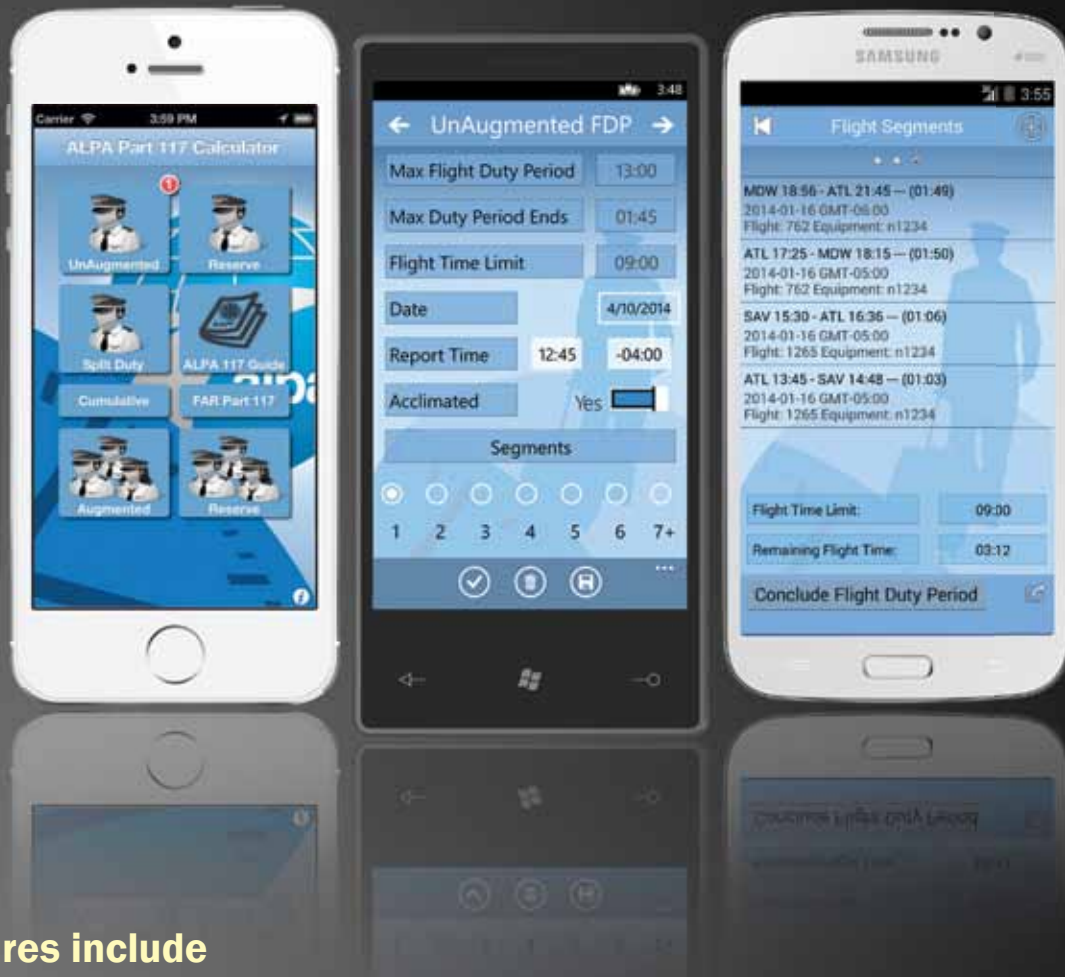 Carrier 3:59 PM
ALPA Part 117 Calculator
1
UnAugmented Reserve
Split Duty ALPA 117 Guide
Cumulative FAR Part 117
Augmented Reserve
3:48
UnAugmented FDP
Max Flight Duty Period 13:00
Max Duty Period Ends 01:45
Flight Time Limit 09:00
Date 4/10/2014
Report Time 12:45 -04:00
Acclimated Yes
Segments
1 2 3 4 5 6 7+
SAMSUNG
3:55
Flight Segments
MDW 18:56 - ATL 21:45 --- (01:49)
2014-01-16 GMT-06:00
Flight: 762 Equipment: n1234
ATL 17:25 - MDW 18:15 --- (01:50)
2014-01-16 GMT-05:00
Flight: 762 Equipment: n1234
SAV 15:30 - ATL 16:36 --- (01:06)
2014-01-16 GMT-05:00
Flight: 1265 Equipment: n1234
ATL 13:45 - SAV 14:48 --- (01:03)
2014-01-16 GMT-05:00
Flight: 1265 Equipment: n1234
Flight Time Limit: 09:00
Remaining Flight Time: 03:12
Conclude Flight Duty Period
res include